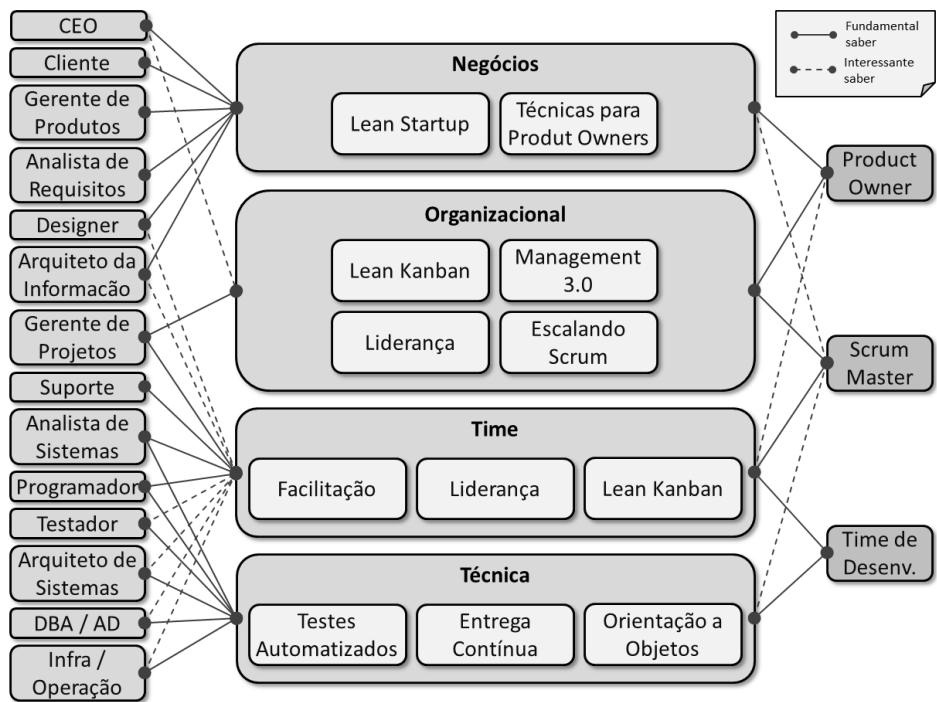 CEO
Cliente
Gerente de
Produtos
Analista de
Requisitos
Designer
Arquiteto da
Informacão
Gerente de
Projetos
Suporte
Analista de
Sistemas
Programador
Testador
Arquiteto de
Sistemas
DBA / AD
Infra /
Operação
Negócios
Lean Startup
Técnicas para
Produt Owners
Organizacional
Lean Kanban
Management
3.0
Liderança
Escalando
Scrum
Time
Facilitação
Liderança
Lean Kanban
Técnica
Testes
Automatizados
Entrega
Contínua
Orientação a
Objetos
Fundamental
saber
Interessante
saber
Product
Owner
Scrum
Master
Time de
Desenv.